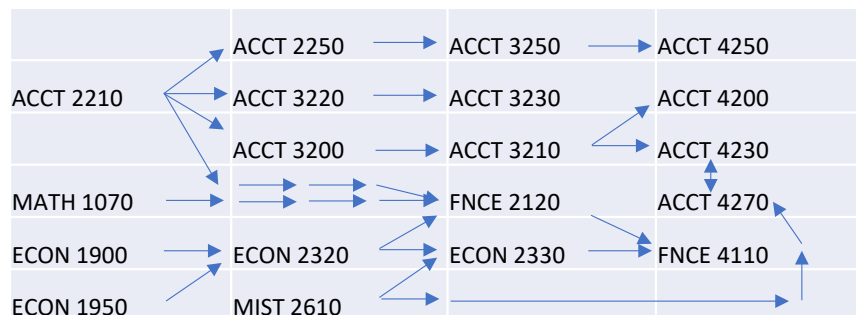 ACCT 2250 ACCT 3250 ACCT 4250
ACCT 2210 ACCT 3220 ACCT 3230 ACCT 4200
ACCT 3200 ACCT 3210 ACCT 4230
MATH 1070 FNCE 2120 ACCT 4270
ECON 1900 ECON 2320 ECON 2330 FNCE 4110
ECON 1950 MIST 2610